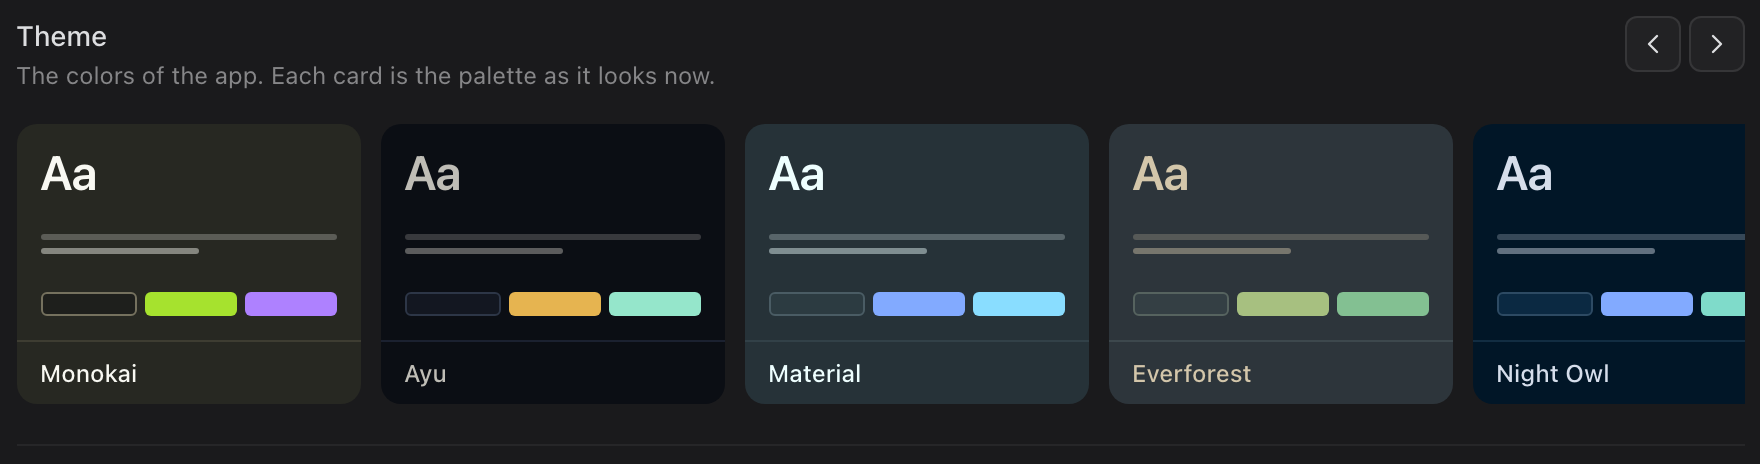 Theme
The colors of the app. Each card is the palette as it looks now.
Aa
Aa
Aa
Aa
Aa
Monokai
Ayu
Material
Everforest
Night Owl